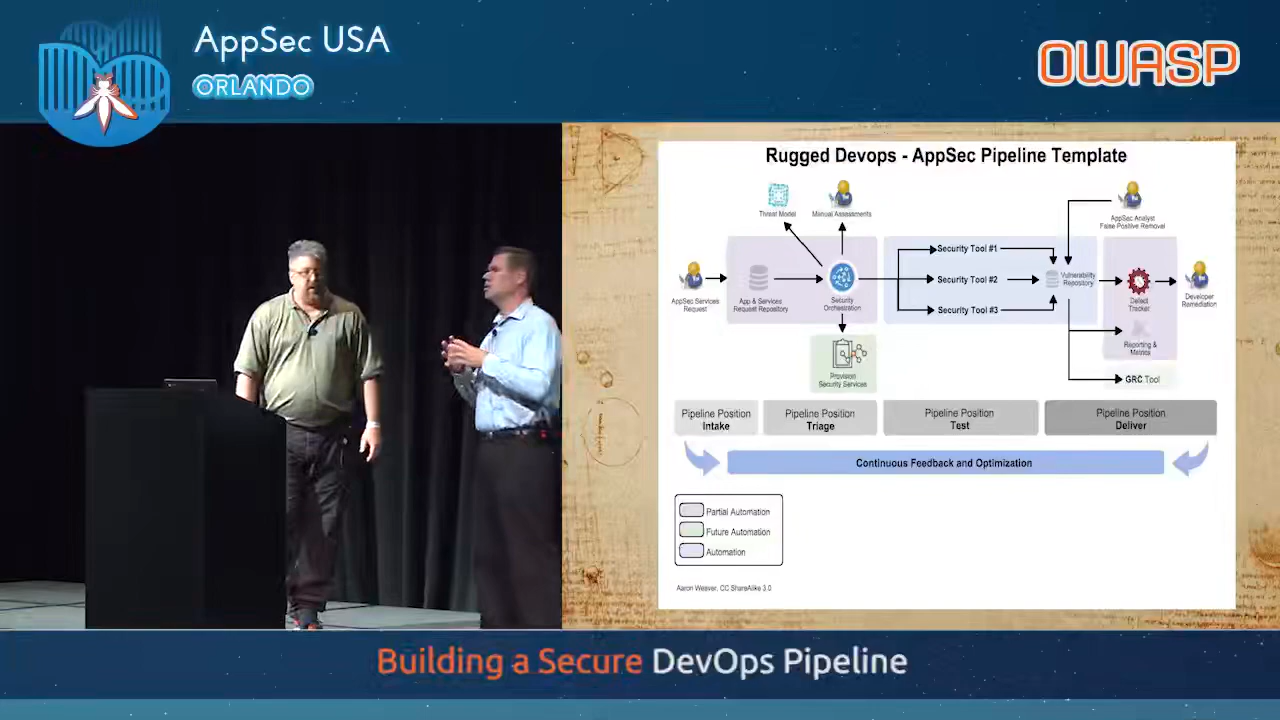 AppSec USA
ORLANDO
OWASP
Rugged Devops - AppSec Pipeline Template
Threat Model
Manual Assessments
AppSec Analyst
False Positive Removal
AppSec Services
Request
App & Services
Request Repository
Security
Orchestration
Security Tool #1
Security Tool #2
Security Tool #3
Vulnerability
Repository
Defect
Tracker
Developer
Remediation
Reporting &
Metrics
Provision
Security Services
GRC Tool
Pipeline Position
Intake
Pipeline Position
Triage
Pipeline Position
Test
Pipeline Position
Deliver
Continuous Feedback and Optimization
Partial Automation
Future Automation
Automation
Aaron Weaver, CC ShareAlike 3.0
Building a Secure DevOps Pipeline